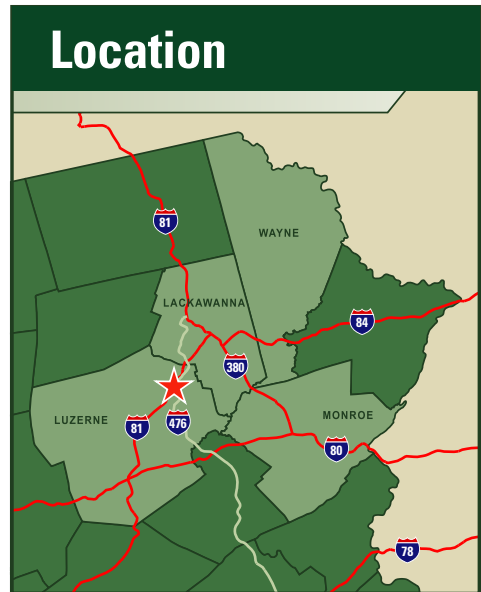 Location
81
WAYNE
LACKAWANNA
84
380
LUZERNE
81
476
MONROE
80
78